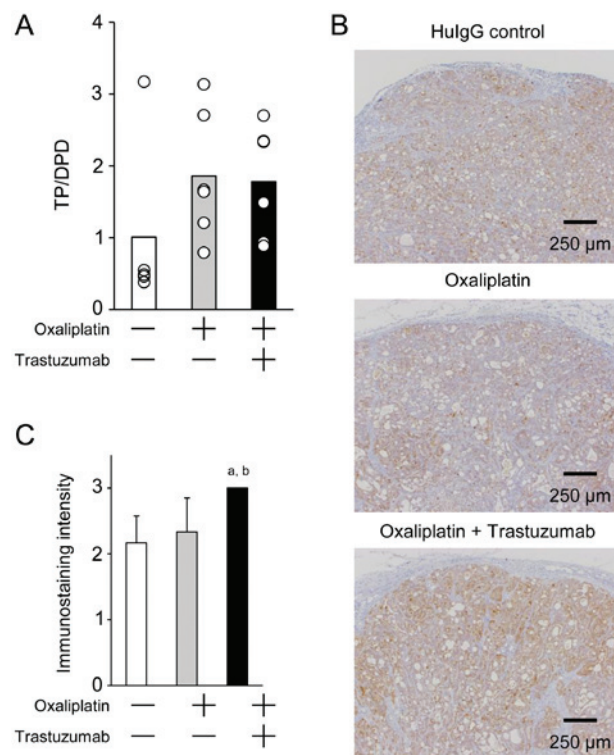 A
4
3
2
1
0
TP/DPD
Oxaliplatin — + +
Trastuzumab — — +
B
HuIgG control
250 µm
Oxaliplatin
250 µm
Oxaliplatin + Trastuzumab
250 µm
C
a, b
3
2
1
0
Immunostaining intensity
Oxaliplatin — + +
Trastuzumab — — +